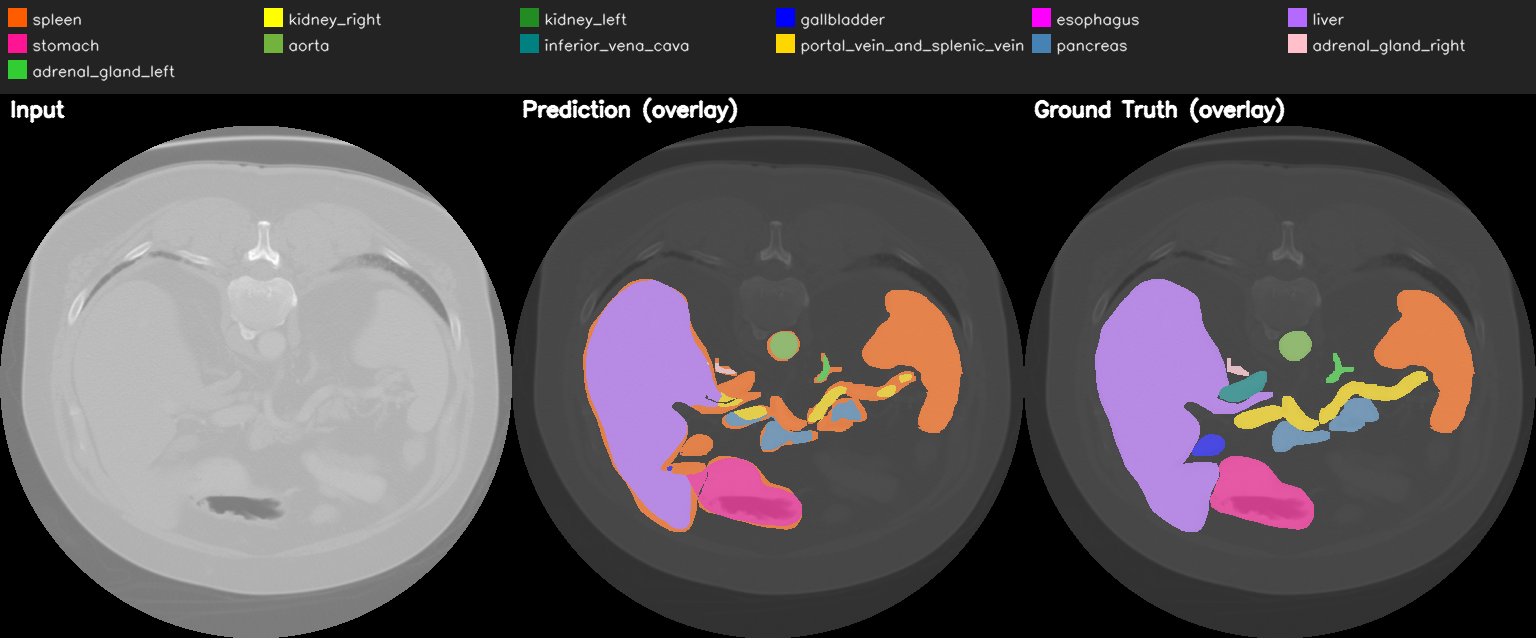 spleen kidney_right kidney_left gallbladder esophagus liver
stomach aorta inferior_vena_cava portal_vein_and_splenic_vein pancreas adrenal_gland_right
adrenal_gland_left
Input Prediction (overlay) Ground Truth (overlay)